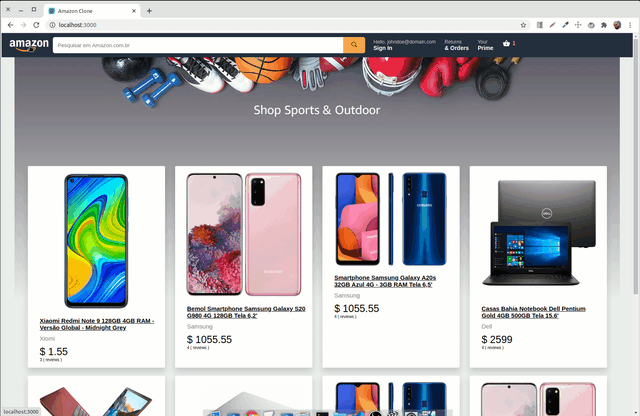 Amazon Clone
localhost:3000
amazon
Pesquisar em Amazon.com.br
Hello, johndoe@domain.com
Sign In
Returns
& Orders
Your
Prime
1
Shop Sports & Outdoor
Xiaomi Redmi Note 9 128GB 4GB RAM -
Versão Global - Midnight Grey
Xiomi
$ 1.55
3 ( reviews )
Bemol Smartphone Samsung Galaxy S20
G980 4G 128GB Tela 6,2'
Samsung
$ 1055.55
4 ( reviews )
Smartphone Samsung Galaxy A20s
32GB Azul 4G - 3GB RAM Tela 6,5'
Samsung
$ 1055.55
4 ( reviews )
Casas Bahia Notebook Dell Pentium
Gold 4GB 500GB Tela 15.6'
Dell
$ 2599
4 ( reviews )
localhost:3000